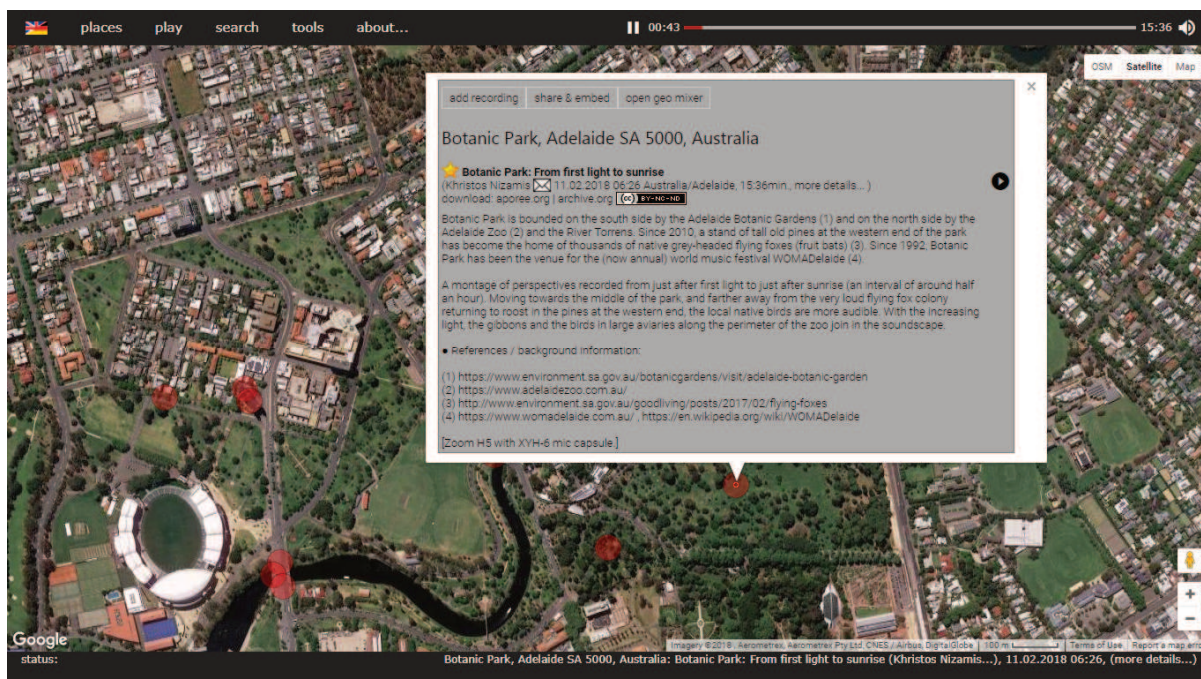 places play search tools about... 00:43 15:36
OSM Satellite Map
add recording share & embed open geo mixer
Botanic Park, Adelaide SA 5000, Australia
Botanic Park: From first light to sunrise
(Khristos Nizamis 11.02.2018 06:26 Australia/Adelaide, 15:36min., more details... )
download: aporee.org | archive.org (cc) BY-NC-ND
Botanic Park is bounded on the south side by the Adelaide Botanic Gardens (1) and on the north side by the
Adelaide Zoo (2) and the River Torrens. Since 2010, a stand of tall old pines at the western end of the park
has become the home of thousands of native grey-headed flying foxes (fruit bats) (3). Since 1992, Botanic
Park has been the venue for the (now annual) world music festival WOMADelaide (4).
A montage of perspectives recorded from just after first light to just after sunrise (an interval of around half
an hour). Moving towards the middle of the park, and farther away from the very loud flying fox colony
returning to roost in the pines at the western end, the local native birds are more audible. With the increasing
light, the gibbons and the birds in large aviaries along the perimeter of the zoo join in the soundscape.
● References / background information:
(1) https://www.environment.sa.gov.au/botanicgardens/visit/adelaide-botanic-garden
(2) https://www.adelaidezoo.com.au/
(3) http://www.environment.sa.gov.au/goodliving/posts/2017/02/flying-foxes
(4) https://www.womadelaide.com.au/ , https://en.wikipedia.org/wiki/WOMADelaide
[Zoom H5 with XYH-6 mic capsule.]
Google
Imagery ©2018 , Aerometrex, Aerometrex Pty Ltd, CNES / Airbus, DigitalGlobe 100 m Terms of Use Report a map erro
status: Botanic Park, Adelaide SA 5000, Australia: Botanic Park: From first light to sunrise (Khristos Nizamis...), 11.02.2018 06:26, (more details...)